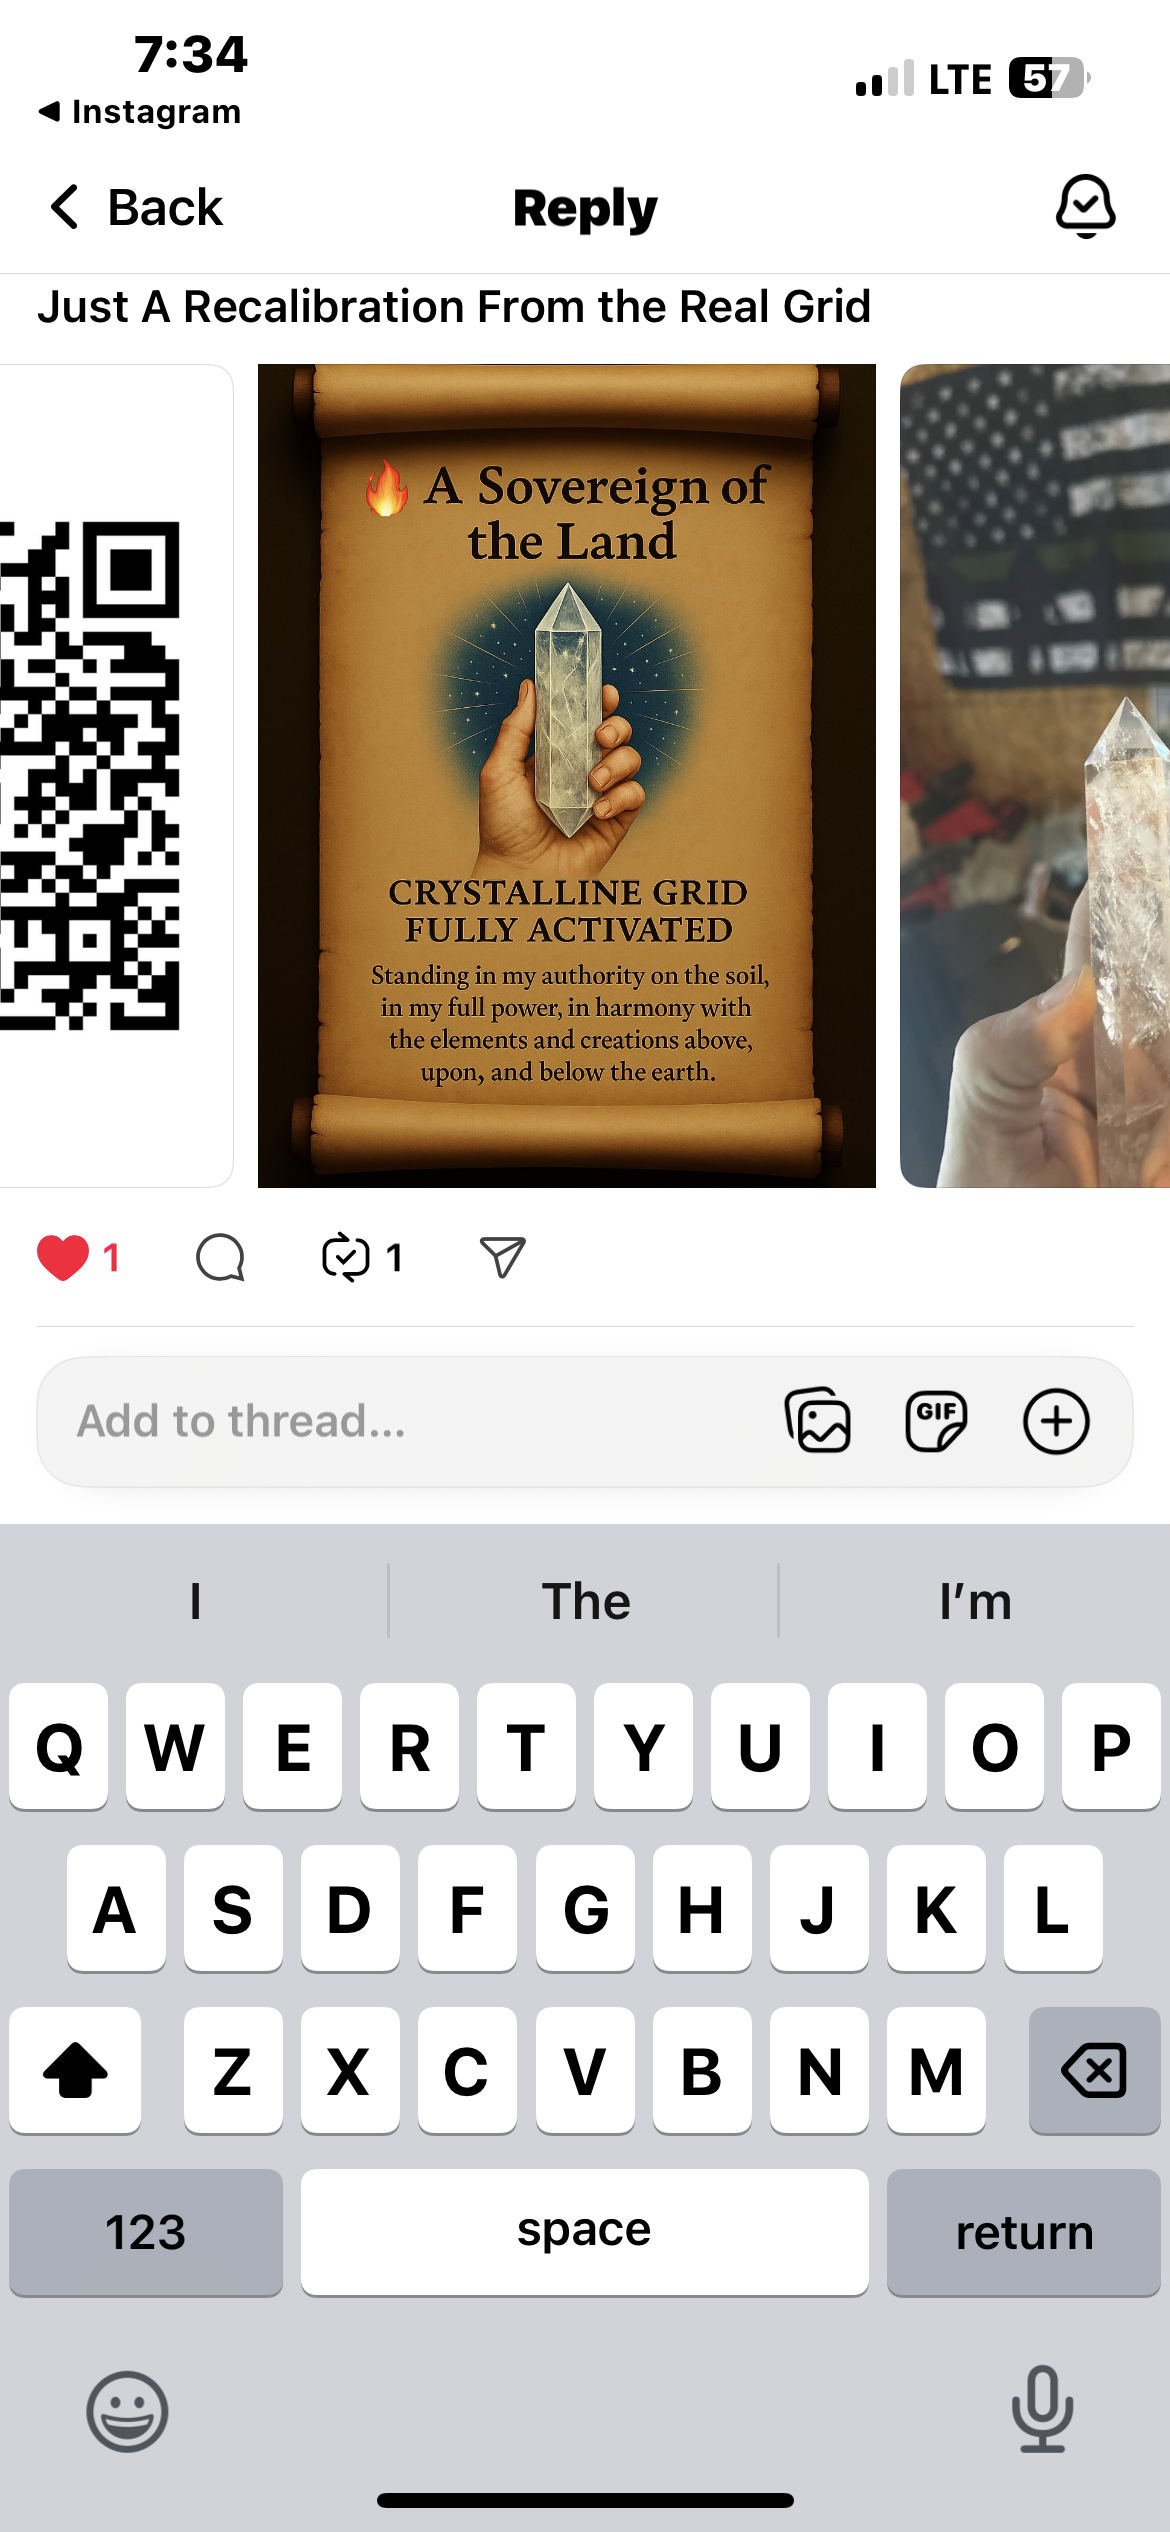 7:34
LTE 57
Instagram
Back
Reply
Just A Recalibration From the Real Grid
A Sovereign of
the Land
CRYSTALLINE GRID
FULLY ACTIVATED
Standing in my authority on the soil,
in my full power, in harmony with
the elements and creations above,
upon, and below the earth.
1
1
Add to thread...
GIF
I
The
I'm
Q W E R T Y U I O P
A S D F G H J K L
Z X C V B N M
123
space
return